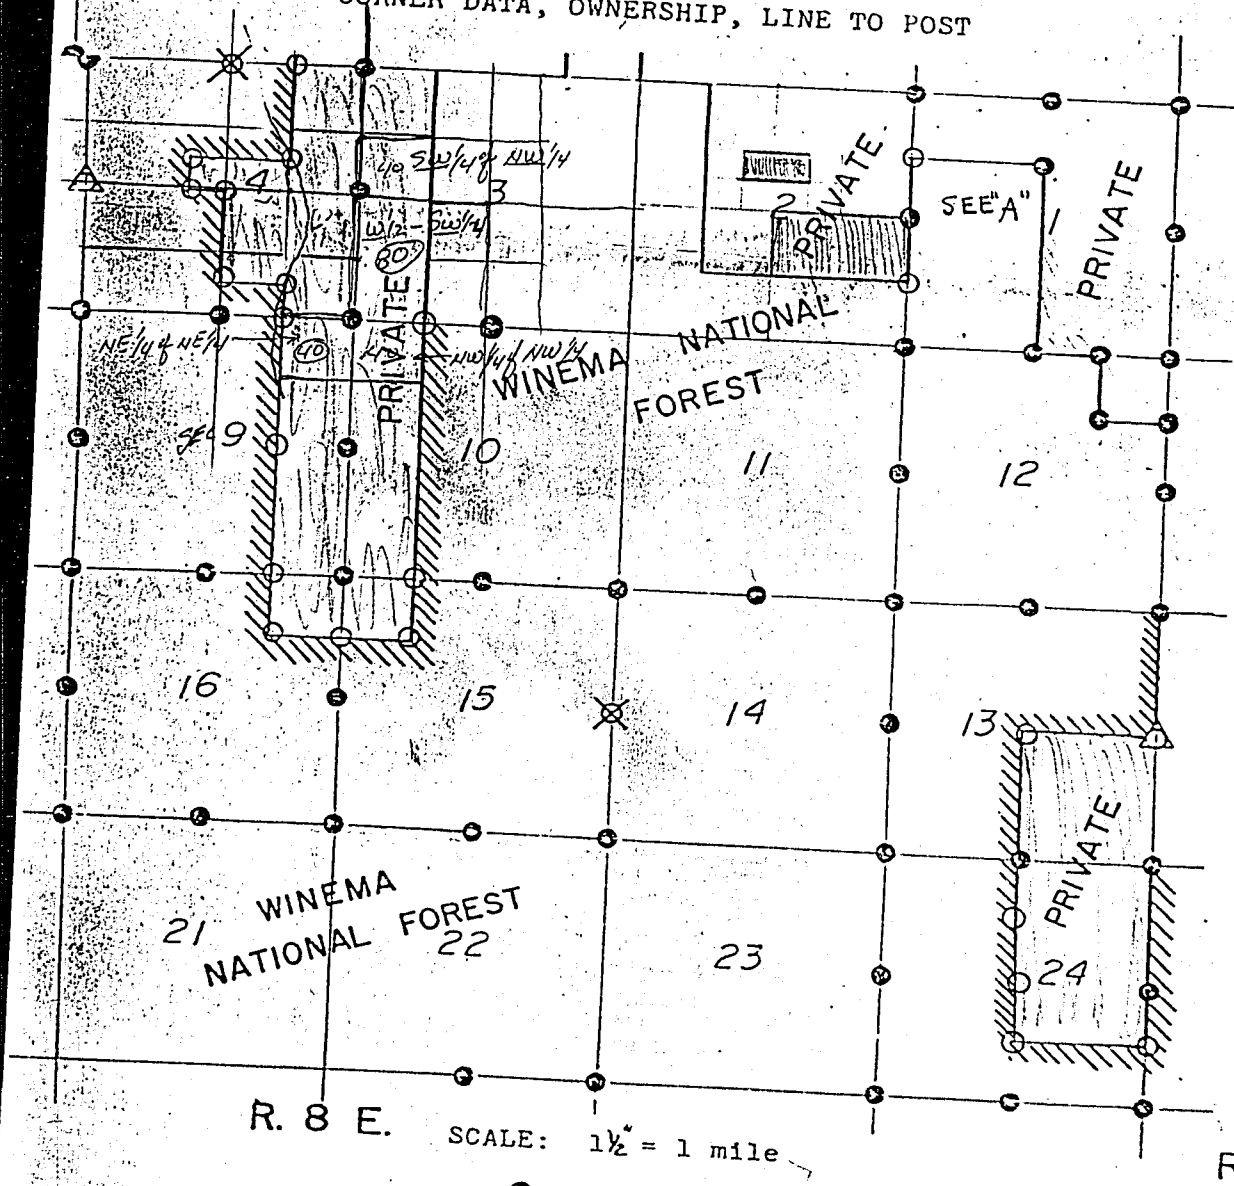 CORNER DATA, OWNERSHIP, LINE TO POST
4
40 SW/4 of NW/4
3
2
PRIVATE
SEE "A"
1
PRIVATE
W/2 - SW/4
80
PRIVATE
NE/4 of NE/4
40
NW/4 of NW/4
WINEMA NATIONAL
FOREST
9
10
11
12
16
15
14
13
PRIVATE
WINEMA
NATIONAL FOREST
21
22
23
24
R. 8 E.
SCALE: 1½" = 1 mile